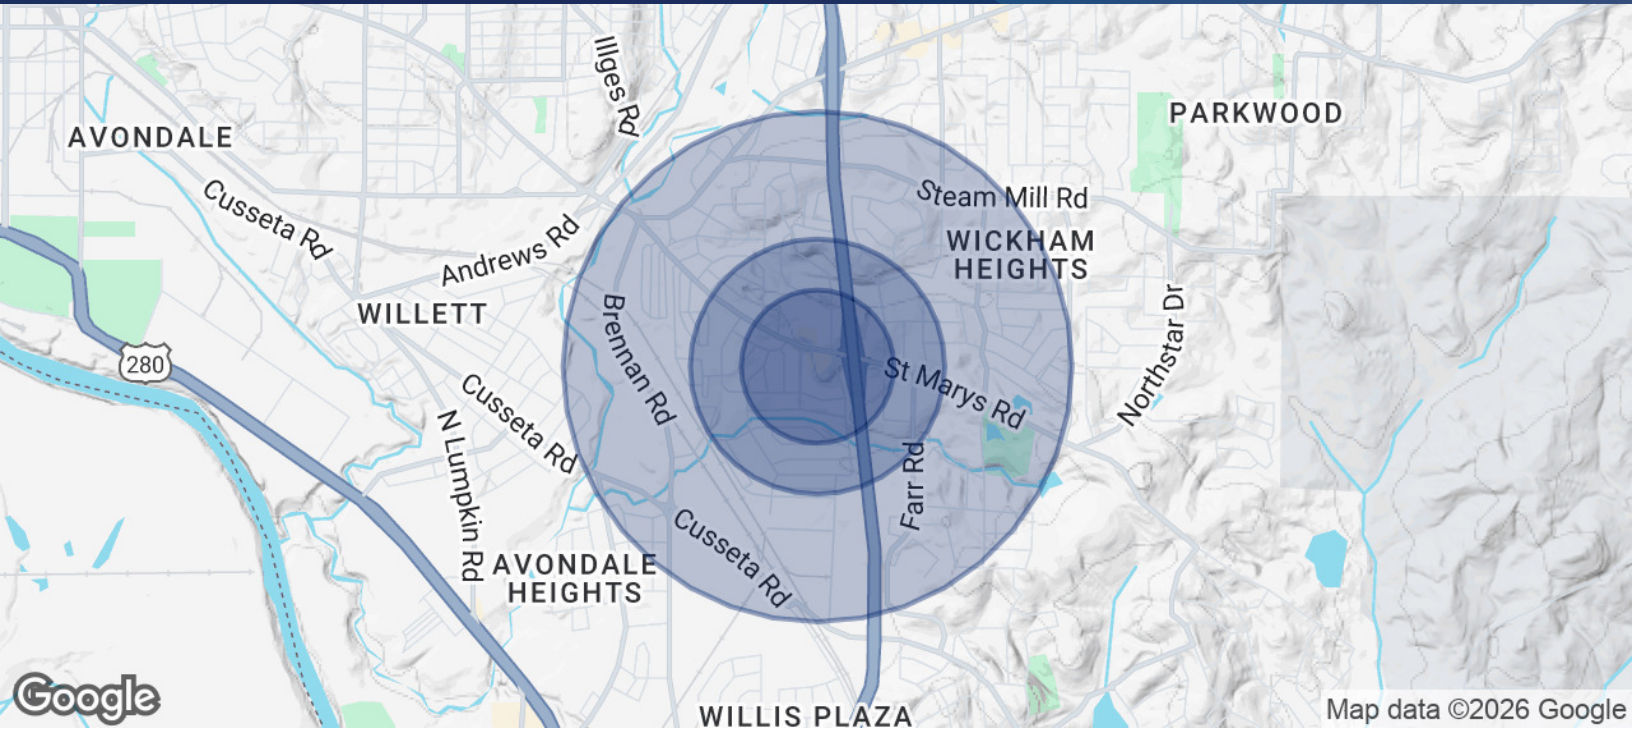 Illges Rd
AVONDALE
PARKWOOD
Cusseta Rd
Steam Mill Rd
Andrews Rd
WICKHAM
HEIGHTS
WILLETT
Brennan Rd
Northstar Dr
280
St Marys Rd
Cusseta Rd
N Lumpkin Rd
Farr Rd
Cusseta Rd
AVONDALE
HEIGHTS
Google
WILLIS PLAZA
Map data ©2026 Google